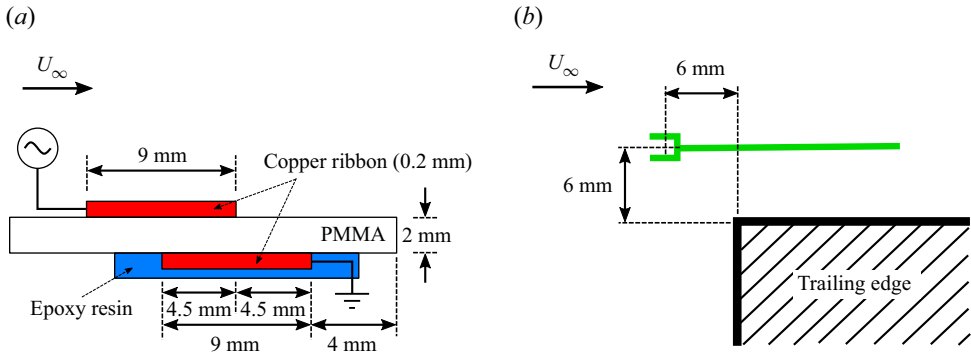 (a)
U∞
9 mm
Copper ribbon (0.2 mm)
PMMA
2 mm
Epoxy resin
4.5 mm
4.5 mm
9 mm
4 mm
(b)
U∞
6 mm
6 mm
Trailing edge